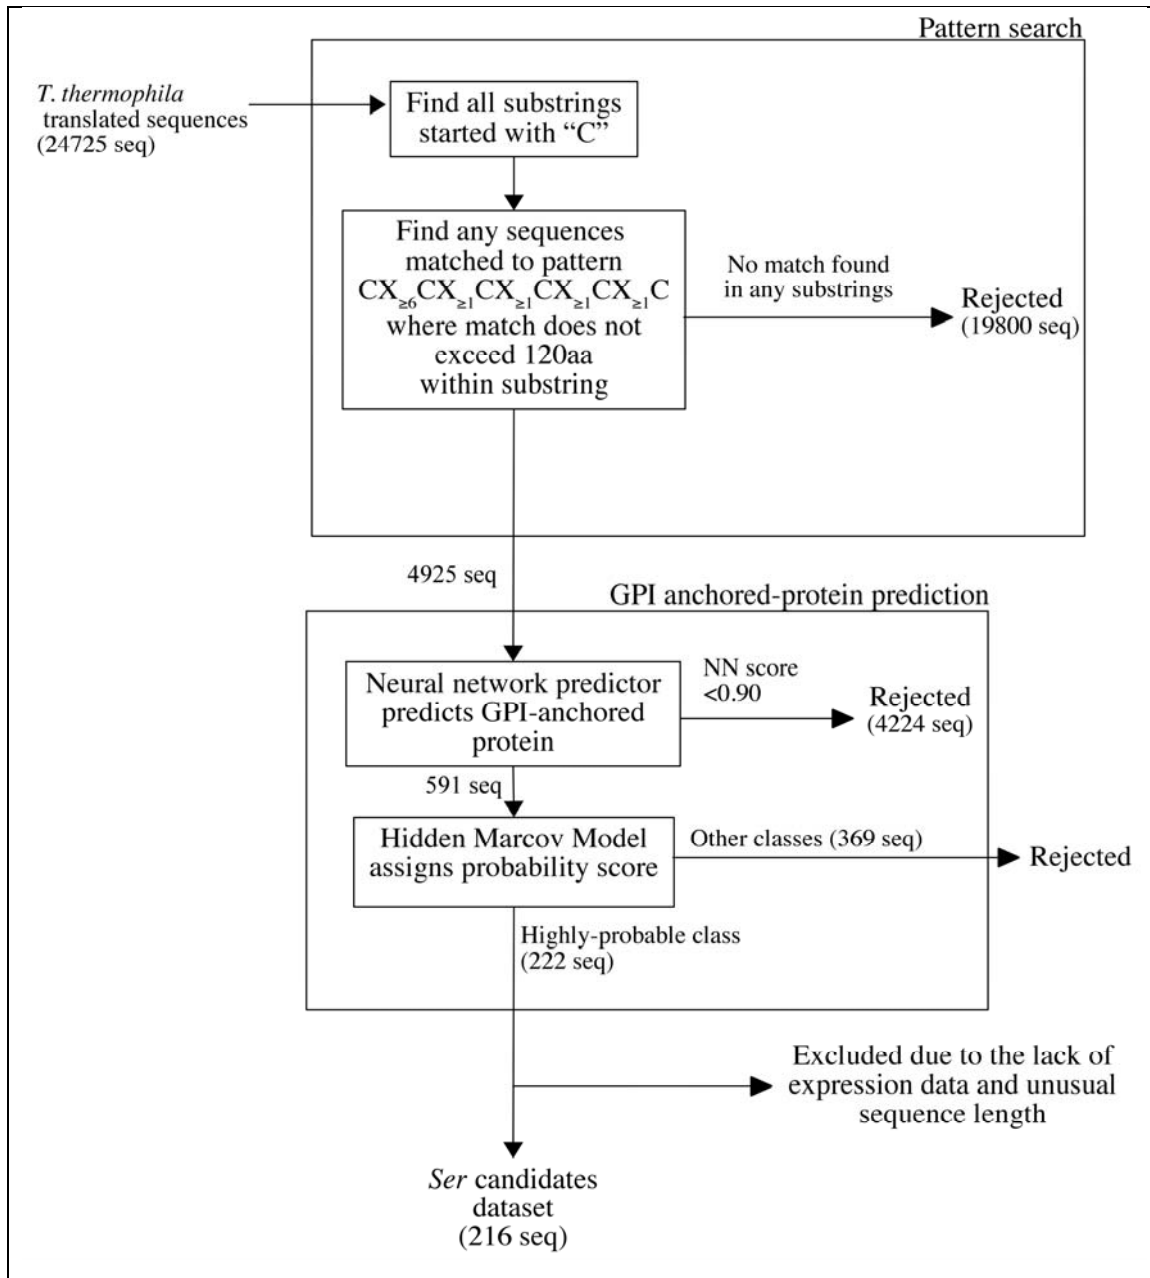 Pattern search
T. thermophila
translated sequences
(24725 seq)
Find all substrings
started with “C”
Find any sequences
matched to pattern
CX≥6CX≥1CX≥1CX≥1CX≥1C
where match does not
exceed 120aa
within substring
No match found
in any substrings
Rejected
(19800 seq)
4925 seq
GPI anchored-protein prediction
Neural network predictor
predicts GPI-anchored
protein
NN score
<0.90
Rejected
(4224 seq)
591 seq
Hidden Marcov Model
assigns probability score
Other classes (369 seq)
Rejected
Highly-probable class
(222 seq)
Excluded due to the lack of
expression data and unusual
sequence length
Ser candidates
dataset
(216 seq)